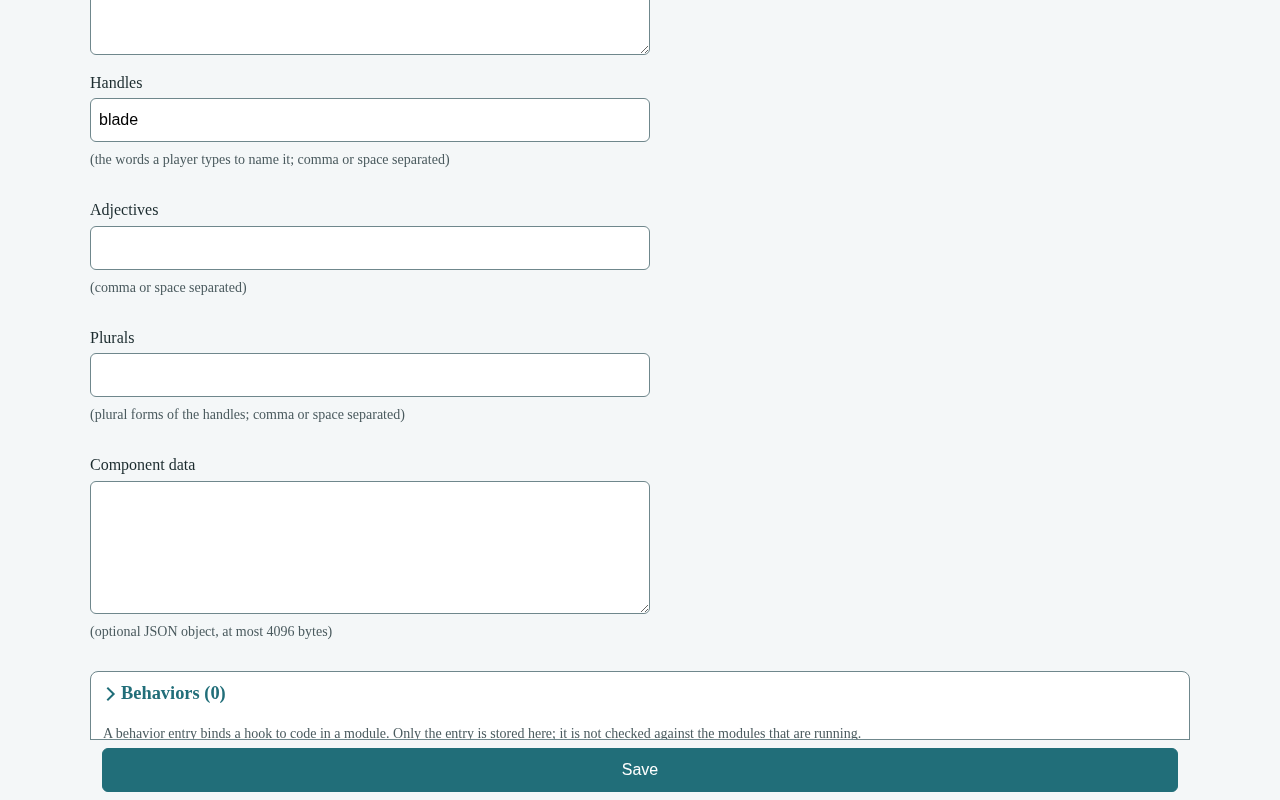 Handles
blade
(the words a player types to name it; comma or space separated)
Adjectives
(comma or space separated)
Plurals
(plural forms of the handles; comma or space separated)
Component data
(optional JSON object, at most 4096 bytes)
Behaviors (0)
A behavior entry binds a hook to code in a module. Only the entry is stored here; it is not checked against the modules that are running.
Save